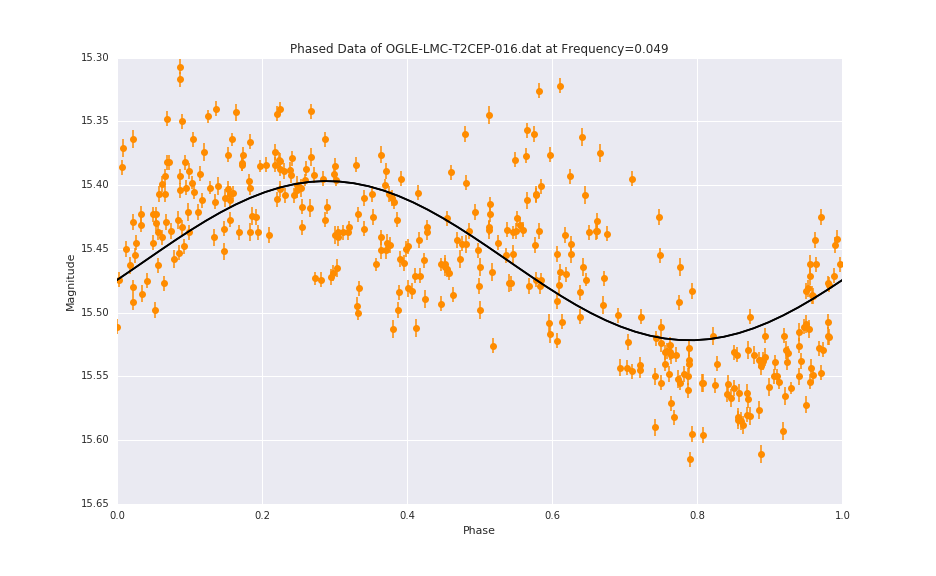 Phased Data of OGLE-LMC-T2CEP-016.dat at Frequency=0.049
15.30
15.35
15.40
15.45
15.50
15.55
15.60
15.65
Magnitude
0.0 0.2 0.4 0.6 0.8 1.0
Phase